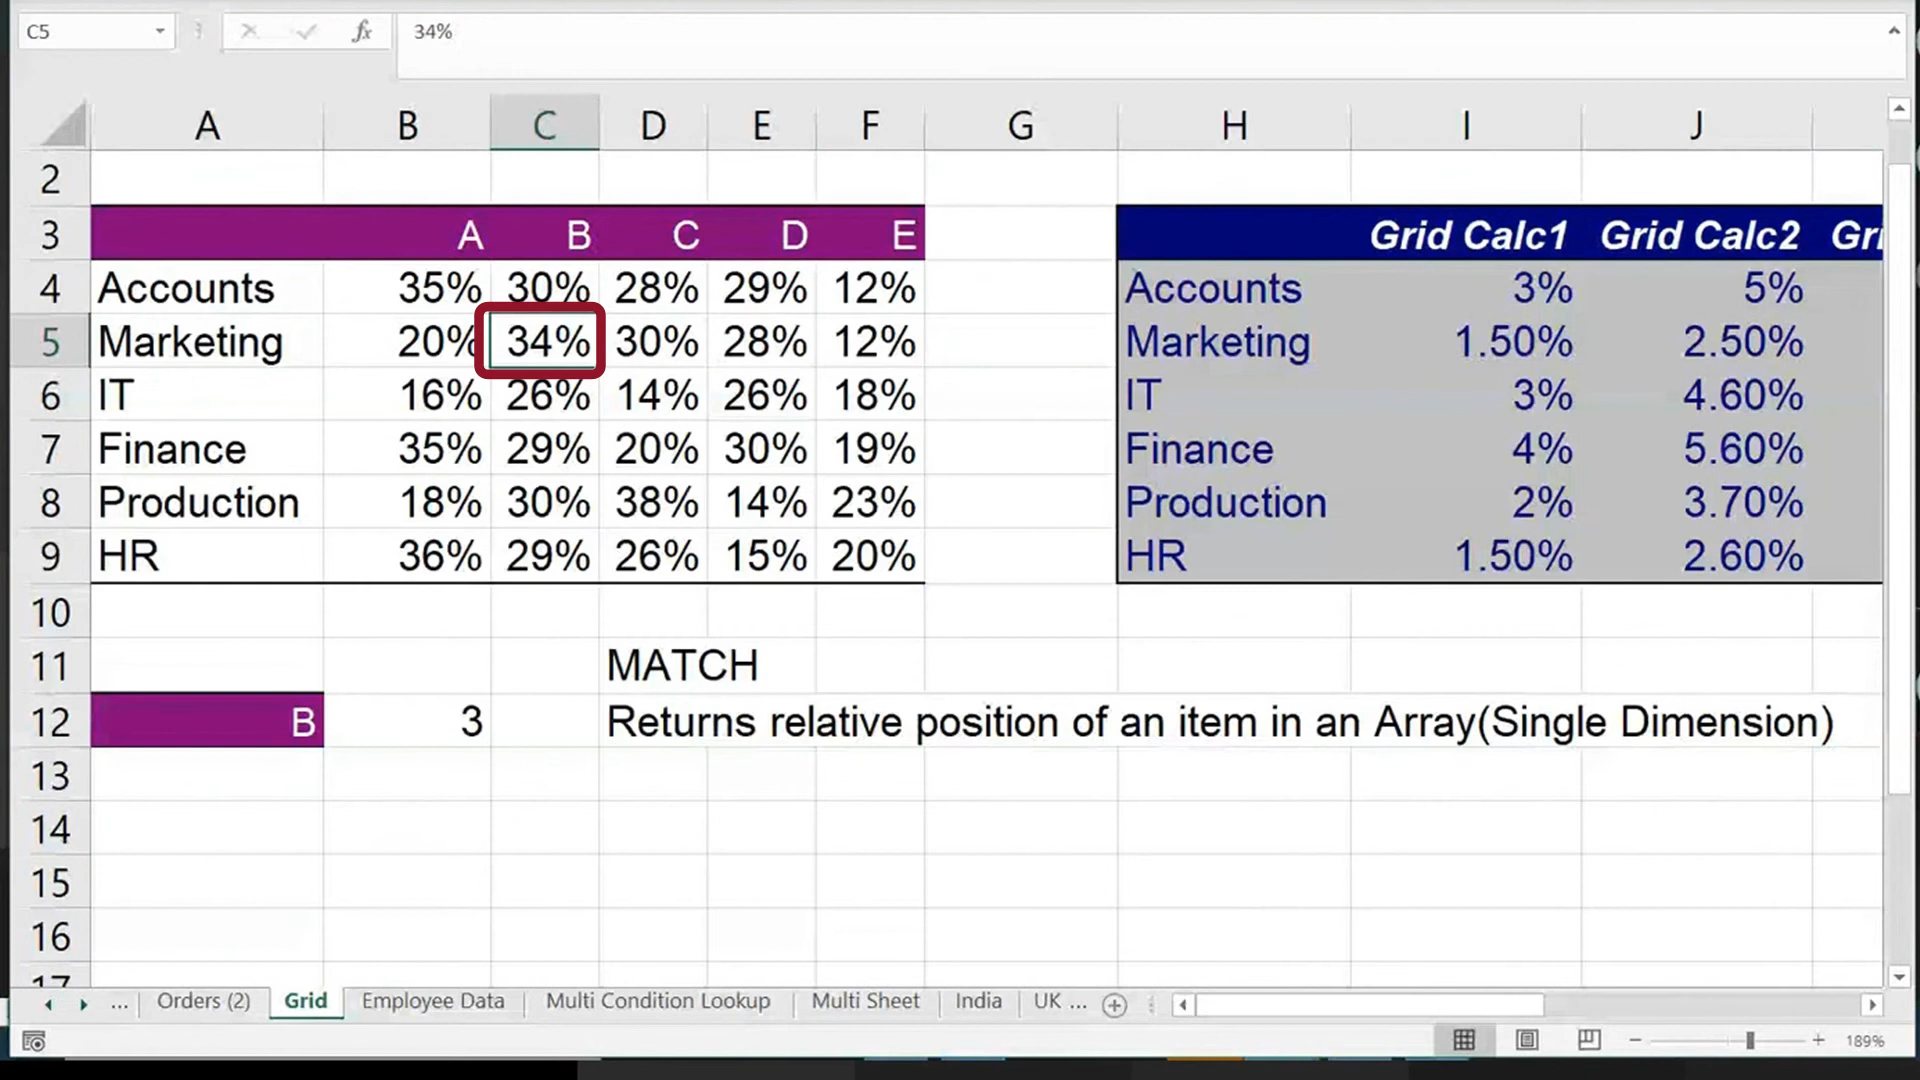 C5 fx 34%
A B C D E F G H I J
2
3 A B C D E Grid Calc1 Grid Calc2 Gri
4 Accounts 35% 30% 28% 29% 12% Accounts 3% 5%
5 Marketing 20% 34% 30% 28% 12% Marketing 1.50% 2.50%
6 IT 16% 26% 14% 26% 18% IT 3% 4.60%
7 Finance 35% 29% 20% 30% 19% Finance 4% 5.60%
8 Production 18% 30% 38% 14% 23% Production 2% 3.70%
9 HR 36% 29% 26% 15% 20% HR 1.50% 2.60%
10
11 MATCH
12 B 3 Returns relative position of an item in an Array(Single Dimension)
13
14
15
16
17
... Orders (2) Grid Employee Data Multi Condition Lookup Multi Sheet India UK ...
189%